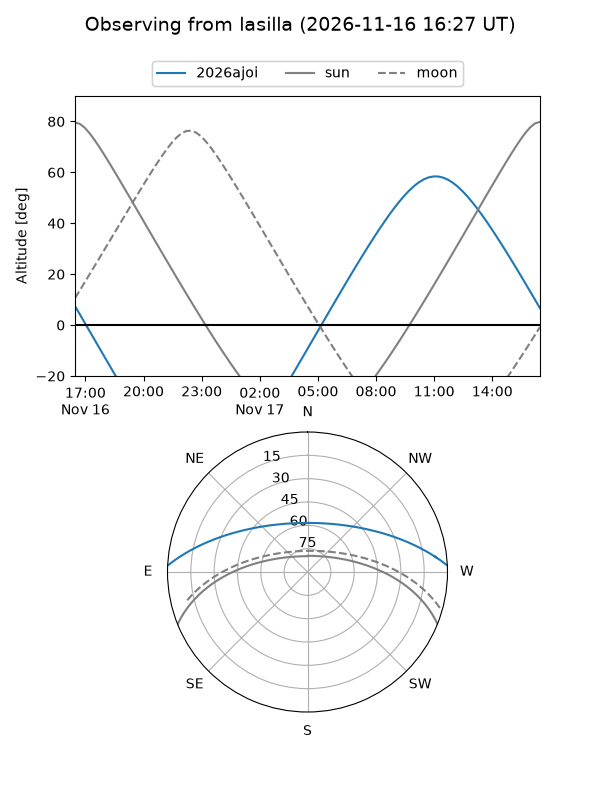 Observing from lasilla (2026-11-16 16:27 UT)
2026ajoi sun moon
80
60
40
20
0
−20
Altitude [deg]
17:00 20:00 23:00 02:00 05:00 08:00 11:00 14:00
Nov 16 Nov 17
N
NE NW
15
30
45
60
75
E W
SE SW
S